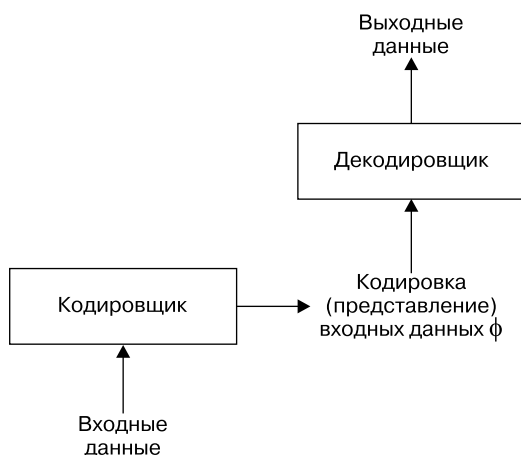 Выходные
данные
Декодировщик
Кодировка
(представление)
входных данных ϕ
Кодировщик
Входные
данные